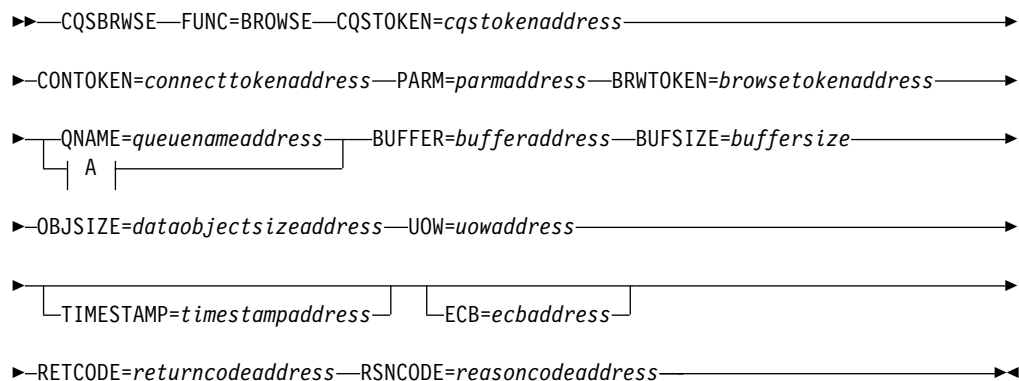 CQSBRWSE FUNC=BROWSE CQSTOKEN=cqstokenaddress
CONTOKEN=connecttokenaddress PARM=parmaddress BRWTOKEN=browsetokenaddress
QNAME=queuenameaddress BUFFER=bufferaddress BUFSIZE=buffersize
A
OBJSIZE=dataobjectsizeaddress UOW=uowaddress
TIMESTAMP=timestampaddress ECB=ecbaddress
RETCODE=returncodeaddress RSNCODE=reasoncodeaddress